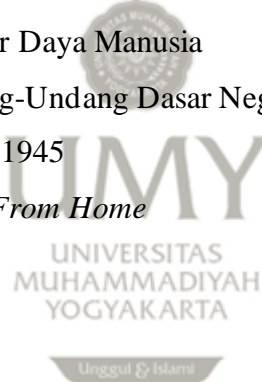 r Daya Manusia
g-Undang Dasar Neg
1945
From Home
UMY
UNIVERSITAS
MUHAMMADIYAH
YOGYAKARTA
Unggul & Islami